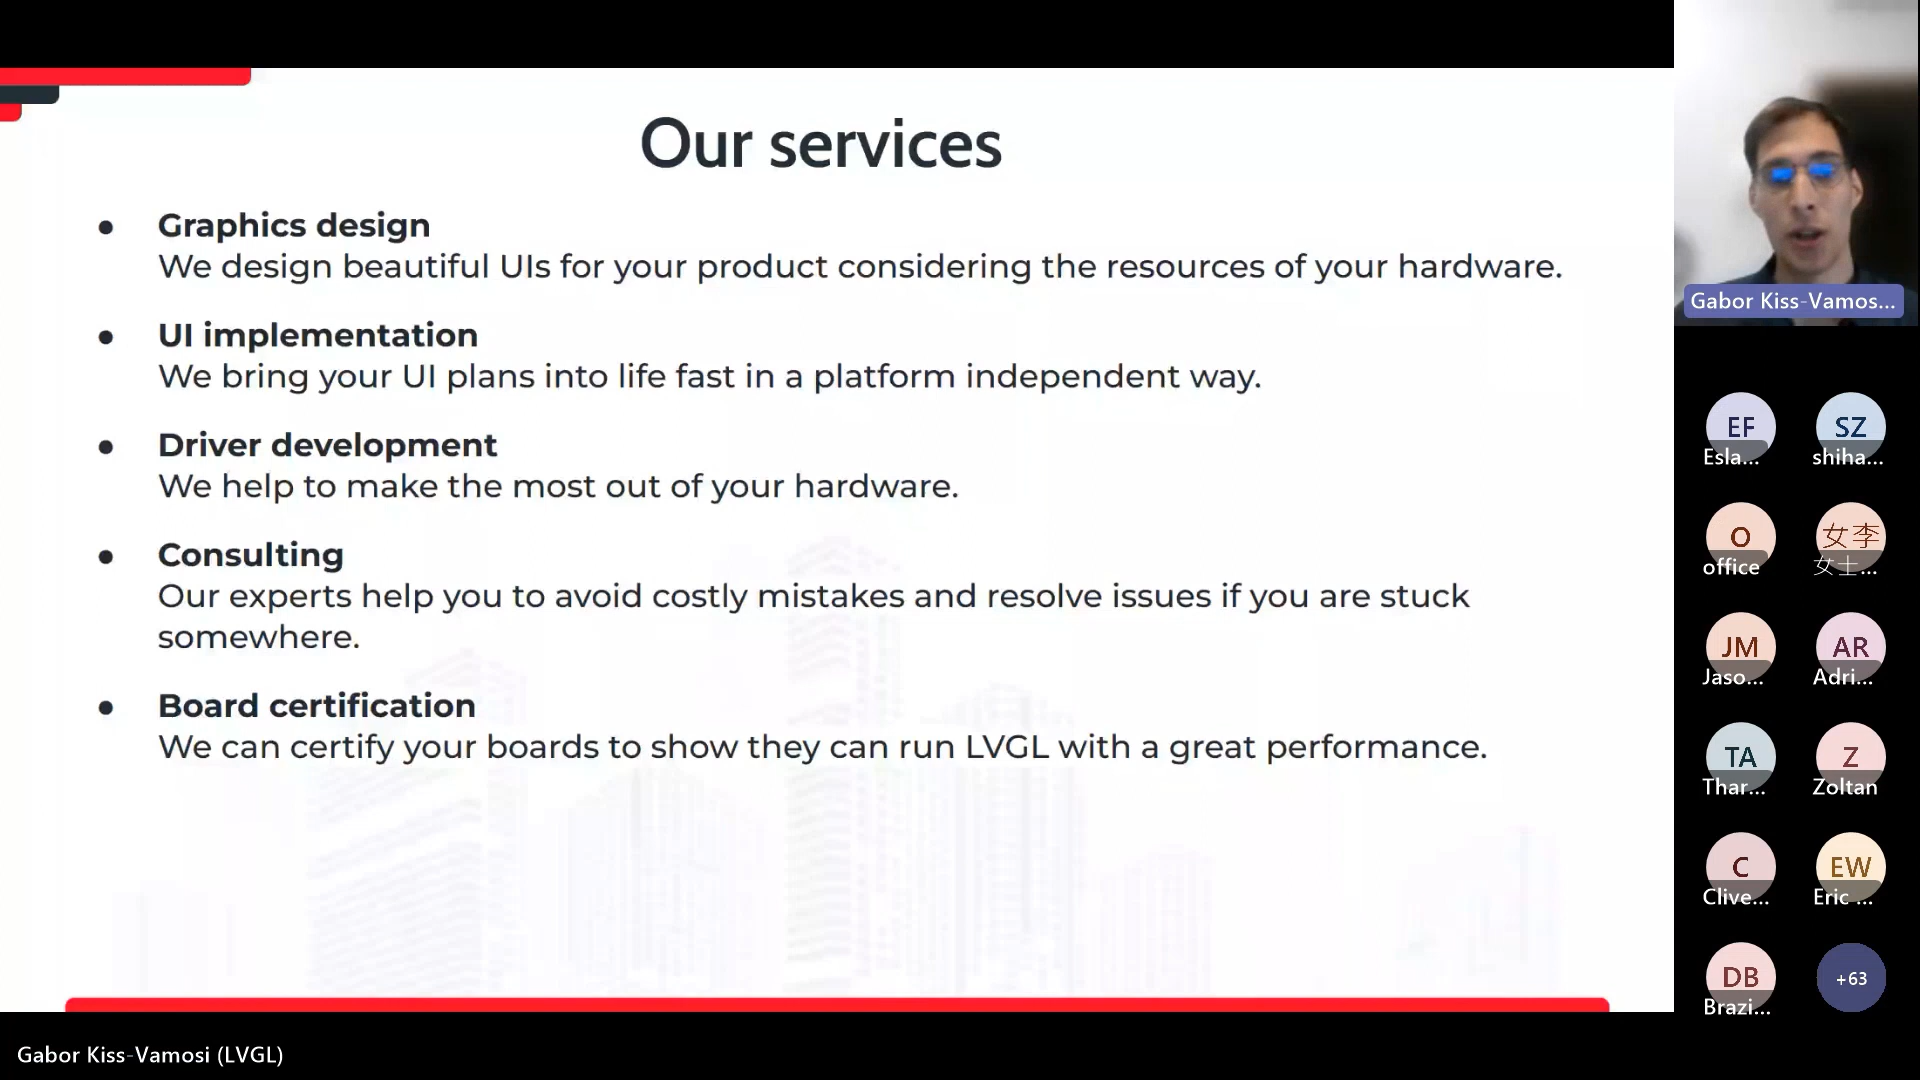 Our services
● Graphics design
We design beautiful UIs for your product considering the resources of your hardware.
● UI implementation
We bring your UI plans into life fast in a platform independent way.
● Driver development
We help to make the most out of your hardware.
● Consulting
Our experts help you to avoid costly mistakes and resolve issues if you are stuck
somewhere.
● Board certification
We can certify your boards to show they can run LVGL with a great performance.
Gabor Kiss-Vamos...
EF
Esla...
SZ
shiha...
O
office
女李
女士...
JM
Jaso...
AR
Adri...
TA
Thar...
Z
Zoltan
C
Clive...
EW
Eric ...
DB
Brazi...
+63
Gabor Kiss-Vamosi (LVGL)